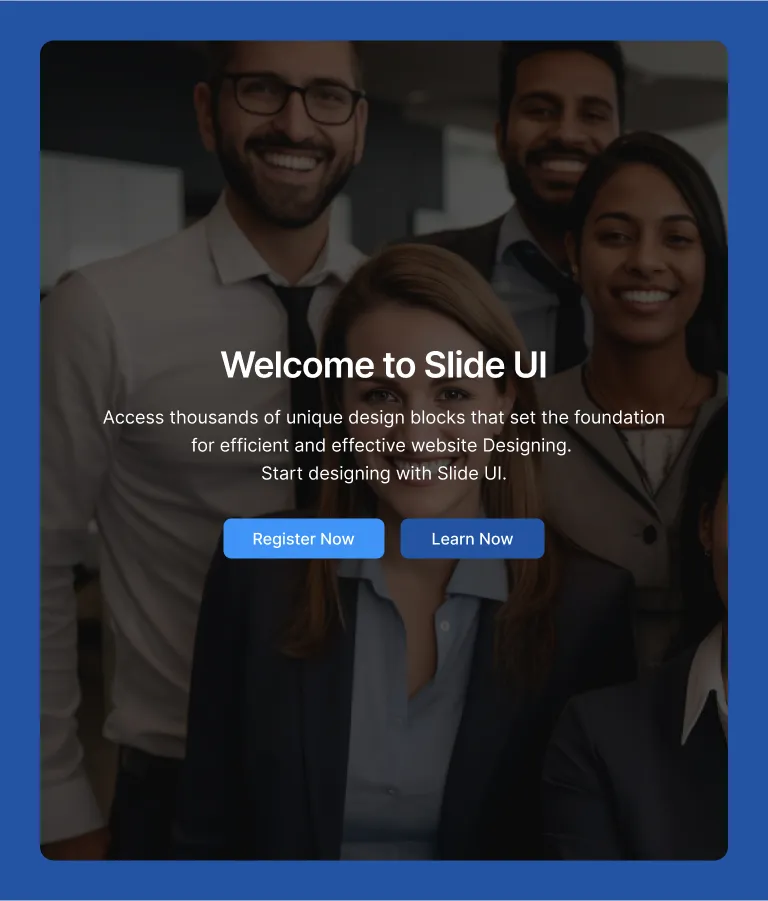 Welcome to Slide UI
Access thousands of unique design blocks that set the foundation
for efficient and effective website Designing.
Start designing with Slide UI.
Register Now
Learn Now